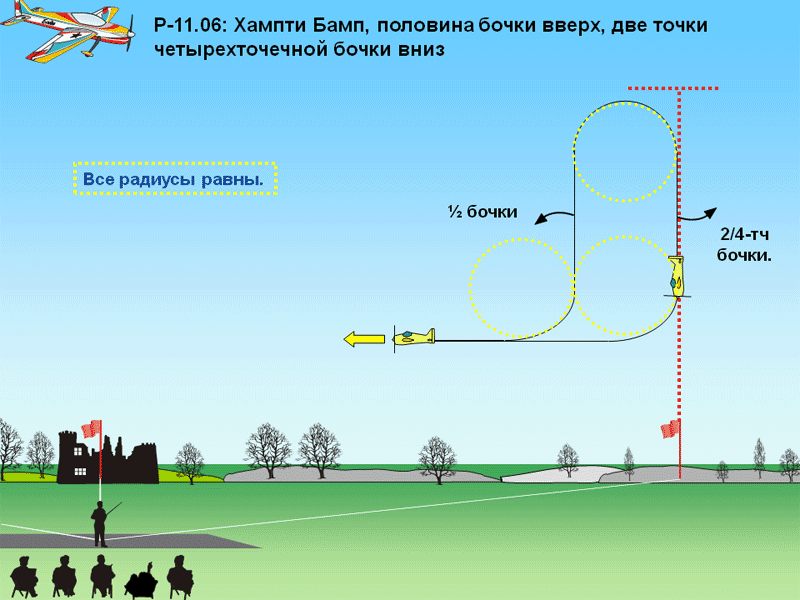 P-11.06: Хампти Бамп, половина бочки вверх, две точки
четырехточечной бочки вниз
Все радиусы равны.
½ бочки
2/4-тч
бочки.